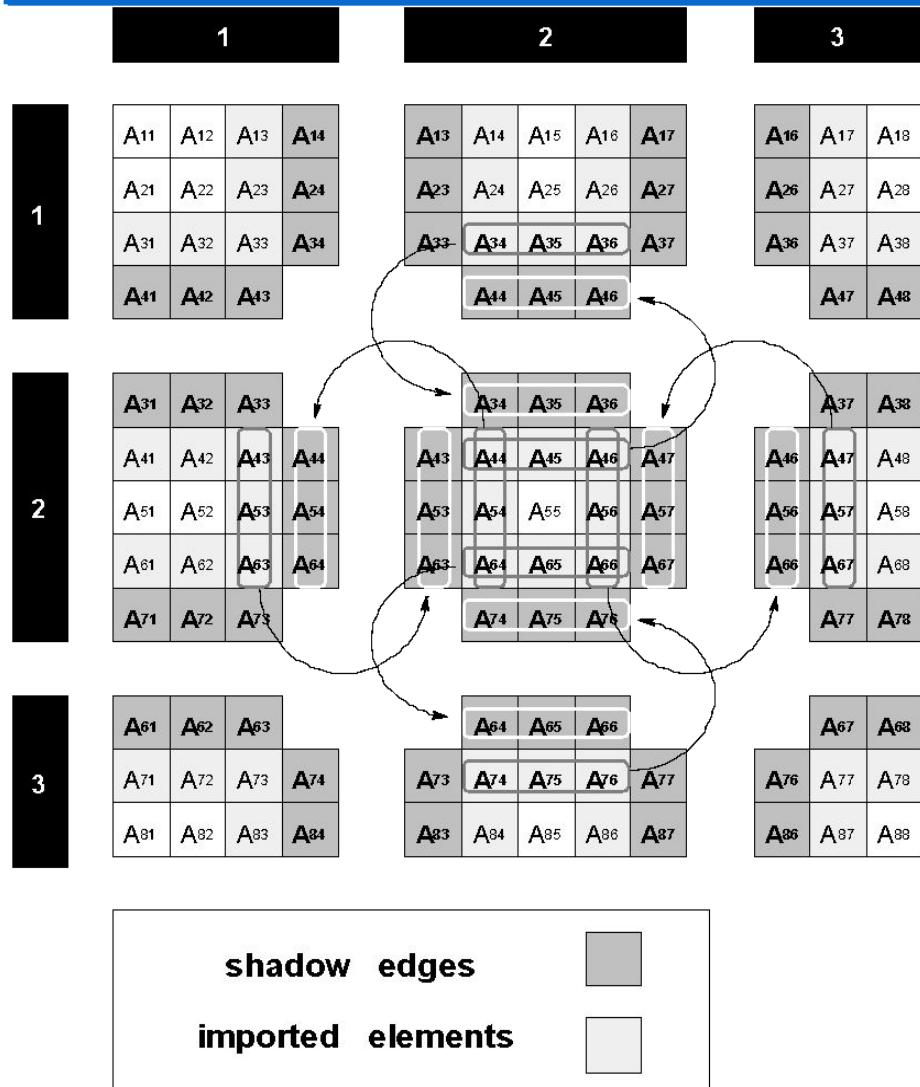 1 2 3
A11 A12 A13 A14 A13 A14 A15 A16 A17 A16 A17 A18
A21 A22 A23 A24 A23 A24 A25 A26 A27 A26 A27 A28
1
A31 A32 A33 A34 A33 A34 A35 A36 A37 A36 A37 A38
A41 A42 A43 A44 A45 A46 A47 A48
A31 A32 A33 A34 A35 A36 A37 A38
A41 A42 A43 A44 A43 A44 A45 A46 A47 A46 A47 A48
2
A51 A52 A53 A54 A53 A54 A55 A56 A57 A56 A57 A58
A61 A62 A63 A64 A63 A64 A65 A66 A67 A66 A67 A68
A71 A72 A73 A74 A75 A76 A77 A78
A61 A62 A63 A64 A65 A66 A67 A68
3
A71 A72 A73 A74 A73 A74 A75 A76 A77 A76 A77 A78
A81 A82 A83 A84 A83 A84 A85 A86 A87 A86 A87 A88
shadow edges
imported elements